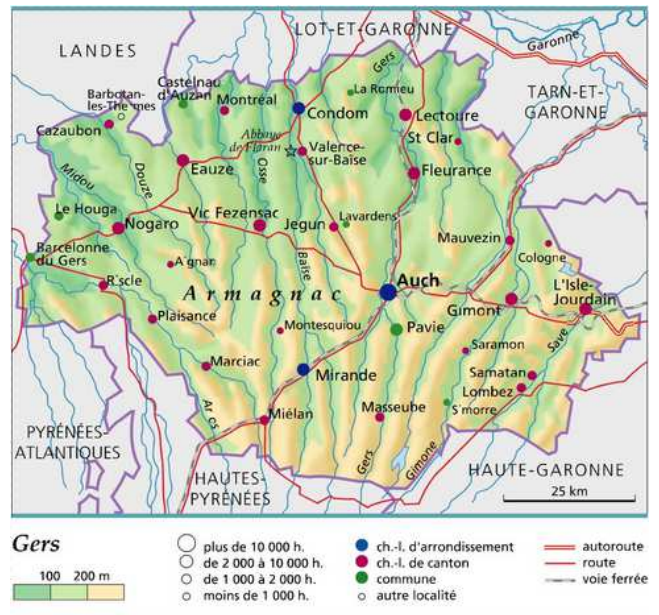 LOT-ET-GARONNE
LANDES
Garonne
Gers
TARN-ET-
GARONNE
Castelnau
d'Auzan
Barbotan-
les-Thermes
Montréal
La Romieu
Condom
Lectoure
Cazaubon
Abbaye
de Flaran
St Clar
Valence-
sur-Baïse
Midou
Douze
Eauze
Osse
Fleurance
Le Houga
Vic Fezensac
Jegun
Lavardens
Nogaro
Mauvezin
Barcelonne
du Gers
Baïse
Cologne
A gnan
Auch
R scle
Armagnac
Gimont
L'Isle-
Jourdain
Plaisance
Montesquiou
Pavie
Save
Saramon
Marciac
Mirande
Samatan
Lombez
Ar os
Miélan
Masseube
S morre
PYRÉNÉES-
ATLANTIQUES
Gers
Gimone
HAUTES-
PYRÉNÉES
HAUTE-GARONNE
25 km
Gers
100 200 m
plus de 10 000 h.
de 2 000 à 10 000 h.
de 1 000 à 2 000 h.
moins de 1 000 h.
ch.-l. d'arrondissement
ch.-l. de canton
commune
autre localité
autoroute
route
voie ferrée